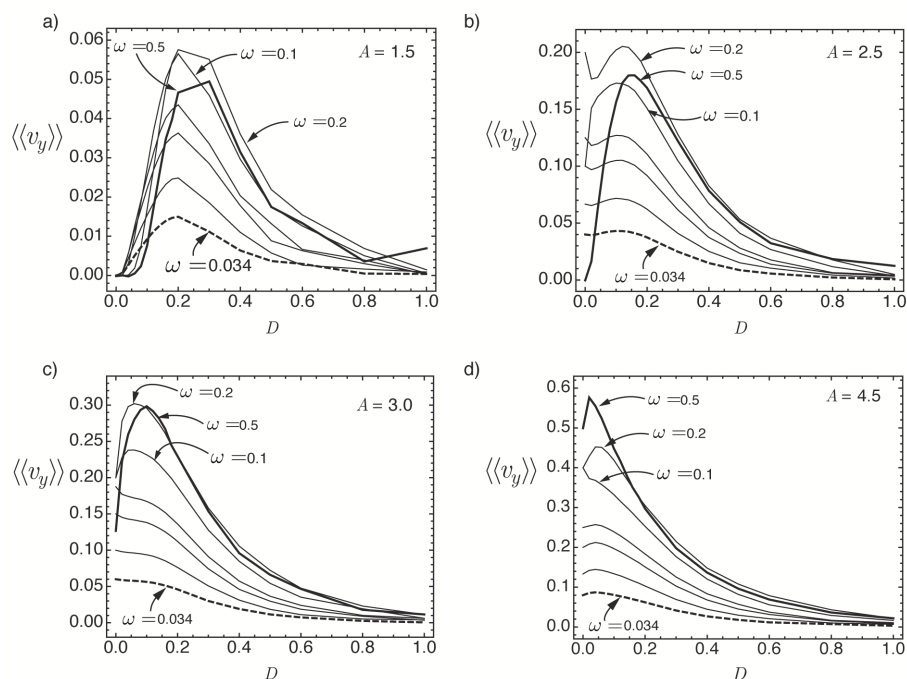 a)
A = 1.5
ω = 0.5
ω = 0.1
ω = 0.2
ω = 0.034
⟨⟨v_y⟩⟩
0.06
0.05
0.04
0.03
0.02
0.01
0.00
0.0 0.2 0.4 0.6 0.8 1.0
D
b)
A = 2.5
ω = 0.2
ω = 0.5
ω = 0.1
ω = 0.034
⟨⟨v_y⟩⟩
0.20
0.15
0.10
0.05
0.00
0.0 0.2 0.4 0.6 0.8 1.0
D
c)
A = 3.0
ω = 0.2
ω = 0.5
ω = 0.1
ω = 0.034
⟨⟨v_y⟩⟩
0.30
0.25
0.20
0.15
0.10
0.05
0.00
0.0 0.2 0.4 0.6 0.8 1.0
D
d)
A = 4.5
ω = 0.5
ω = 0.2
ω = 0.1
ω = 0.034
⟨⟨v_y⟩⟩
0.6
0.5
0.4
0.3
0.2
0.1
0.0
0.0 0.2 0.4 0.6 0.8 1.0
D